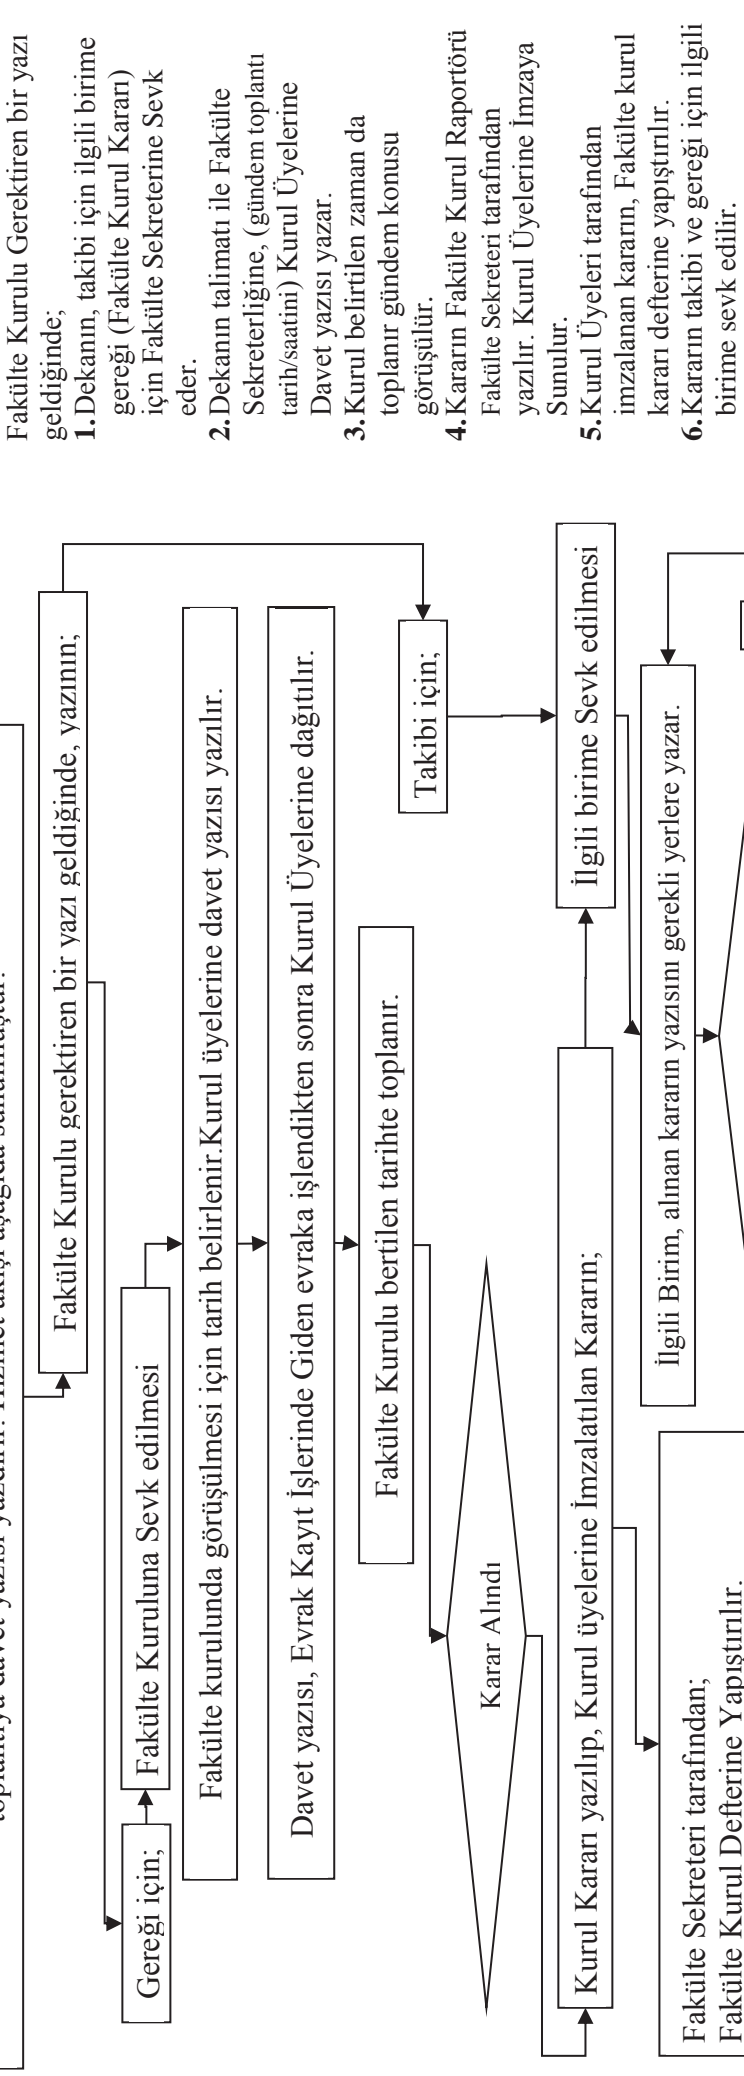 toplantıya davet yazısı yazdırır. Hizmet akışı aşağıda sunulmuştur.
Fakülte Kurulu gerektiren bir yazı geldiğinde, yazının;
Gereği için;
Fakülte Kuruluna Sevk edilmesi
Fakülte kurulunda görüşülmesi için tarih belirlenir.Kurul üyelerine davet yazısı yazılır.
Davet yazısı, Evrak Kayıt İşlerinde Giden evraka işlendikten sonra Kurul Üyelerine dağıtılır.
Fakülte Kurulu bertilen tarihte toplanır.
Takibi için;
Karar Alındı
Kurul Kararı yazılıp, Kurul üyelerine İmzalatılan Kararın;
İlgili birime Sevk edilmesi
İlgili Birim, alınan kararın yazısını gerekli yerlere yazar.
Fakülte Sekreteri tarafından;
Fakülte Kurul Defterine Yapıştırılır.
Fakülte Kurulu Gerektiren bir yazı
geldiğinde;
1.Dekanın, takibi için ilgili birime
gereği (Fakülte Kurul Kararı)
için Fakülte Sekreterine Sevk
eder.
2.Dekanın talimatı ile Fakülte
Sekreterliğine, (gündem toplantı
tarih/saatini) Kurul Üyelerine
Davet yazısı yazar.
3.Kurul belirtilen zaman da
toplanır gündem konusu
görüşülür.
4.Kararın Fakülte Kurul Raportörü
Fakülte Sekreteri tarafından
yazılır. Kurul Üyelerine İmzaya
Sunulur.
5.Kurul Üyeleri tarafından
imzalanan kararın, Fakülte kurul
kararı defterine yapıştırılır.
6.Kararın takibi ve gereği için ilgili
birime sevk edilir.